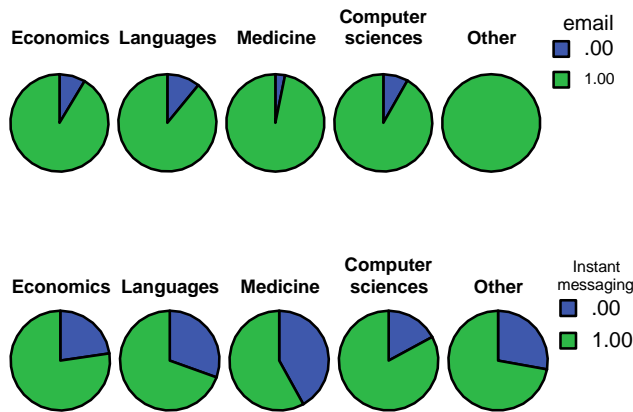 email
Economics Languages Medicine Computer sciences Other
.00
1.00
Instant messaging
Economics Languages Medicine Computer sciences Other
.00
1.00